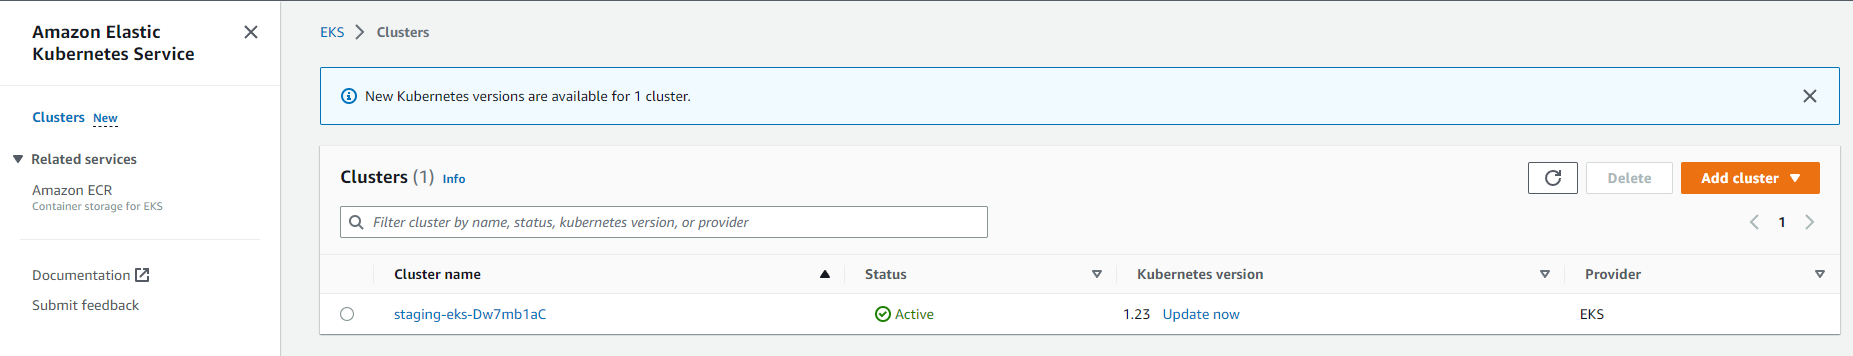 Amazon Elastic
Kubernetes Service
Clusters New
Related services
Amazon ECR
Container storage for EKS
Documentation
Submit feedback
EKS Clusters
New Kubernetes versions are available for 1 cluster.
Clusters (1) Info
Delete
Add cluster
Filter cluster by name, status, kubernetes version, or provider
1
Cluster name Status Kubernetes version Provider
staging-eks-Dw7mb1aC Active 1.23 Update now EKS